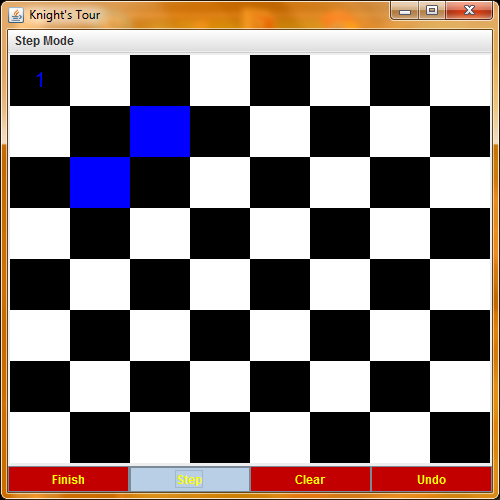 Knight's Tour
Step Mode
1
Finish Step Clear Undo